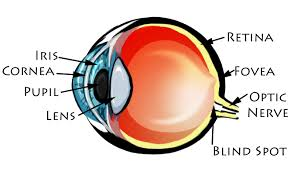 Iris
Cornea
Pupil
Lens
Retina
Fovea
Optic
Nerve
Blind Spot